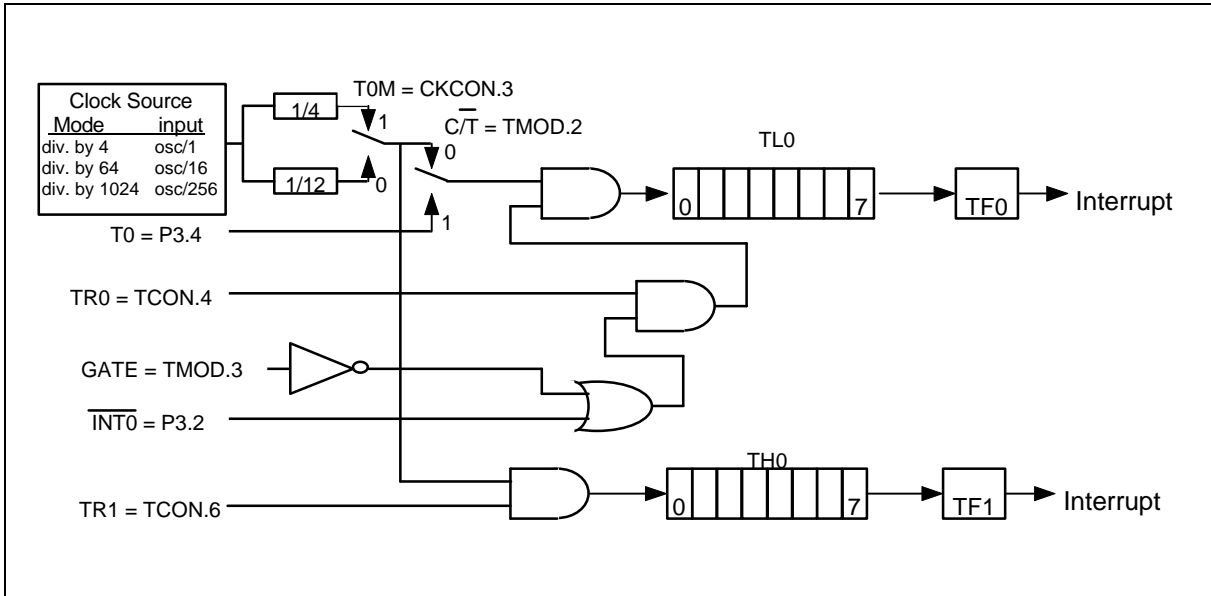 T0M = CKCON.3
Clock Source
Mode input
div. by 4 osc/1
div. by 64 osc/16
div. by 1024 osc/256
1/4
1
C/T̅ = TMOD.2
0
1/12
0
T0 = P3.4
1
TL0
0 7
TF0
Interrupt
TR0 = TCON.4
GATE = TMOD.3
I̅N̅T̅0̅ = P3.2
TR1 = TCON.6
TH0
0 7
TF1
Interrupt